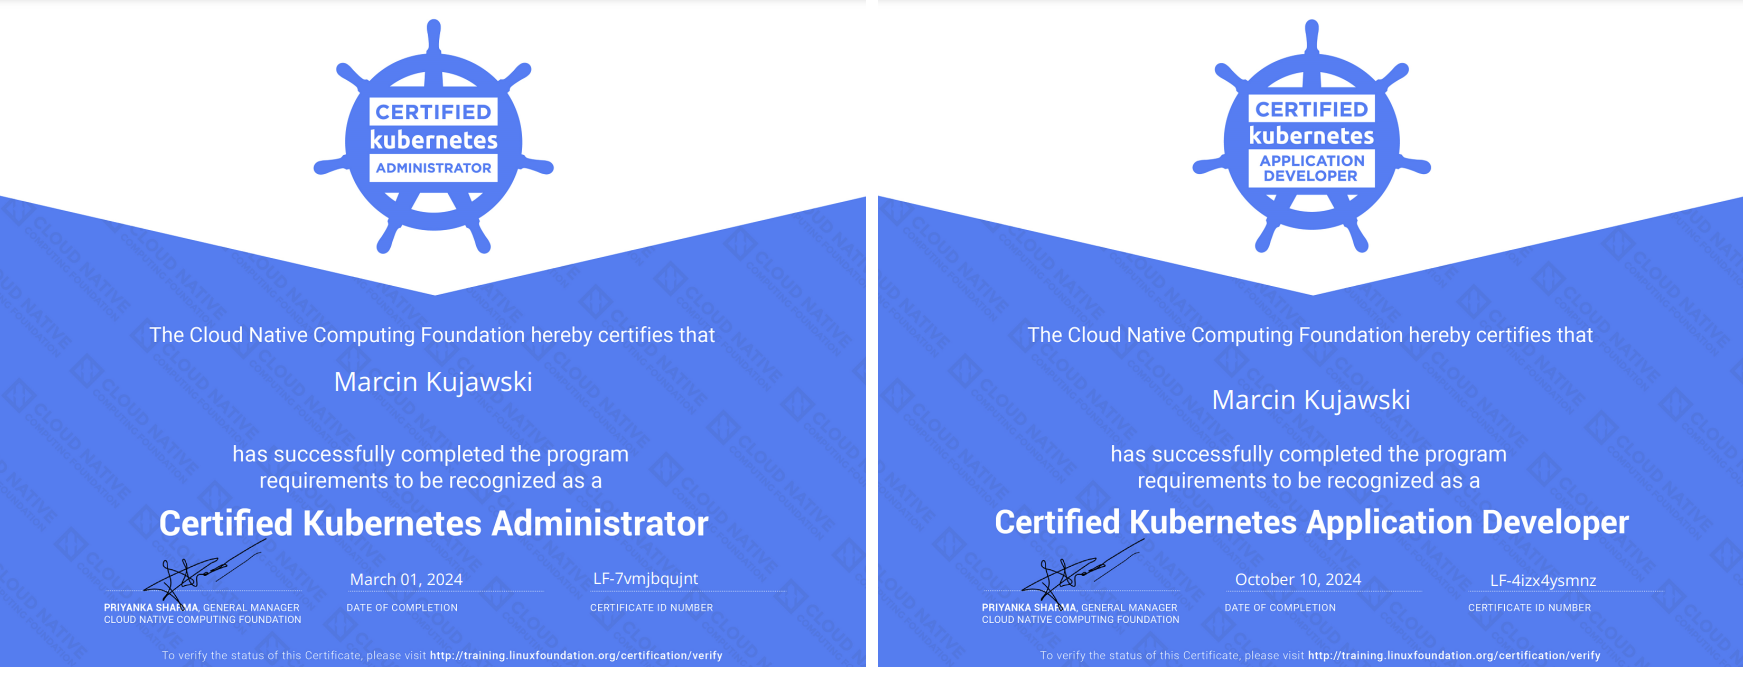 CERTIFIED
kubernetes
ADMINISTRATOR
The Cloud Native Computing Foundation hereby certifies that
Marcin Kujawski
has successfully completed the program
requirements to be recognized as a
Certified Kubernetes Administrator
March 01, 2024
LF-7vmjbqujnt
PRIYANKA SHARMA, GENERAL MANAGER
CLOUD NATIVE COMPUTING FOUNDATION
DATE OF COMPLETION
CERTIFICATE ID NUMBER
To verify the status of this Certificate, please visit http://training.linuxfoundation.org/certification/verify
CERTIFIED
kubernetes
APPLICATION
DEVELOPER
The Cloud Native Computing Foundation hereby certifies that
Marcin Kujawski
has successfully completed the program
requirements to be recognized as a
Certified Kubernetes Application Developer
October 10, 2024
LF-4izx4ysmnz
PRIYANKA SHARMA, GENERAL MANAGER
CLOUD NATIVE COMPUTING FOUNDATION
DATE OF COMPLETION
CERTIFICATE ID NUMBER
To verify the status of this Certificate, please visit http://training.linuxfoundation.org/certification/verify